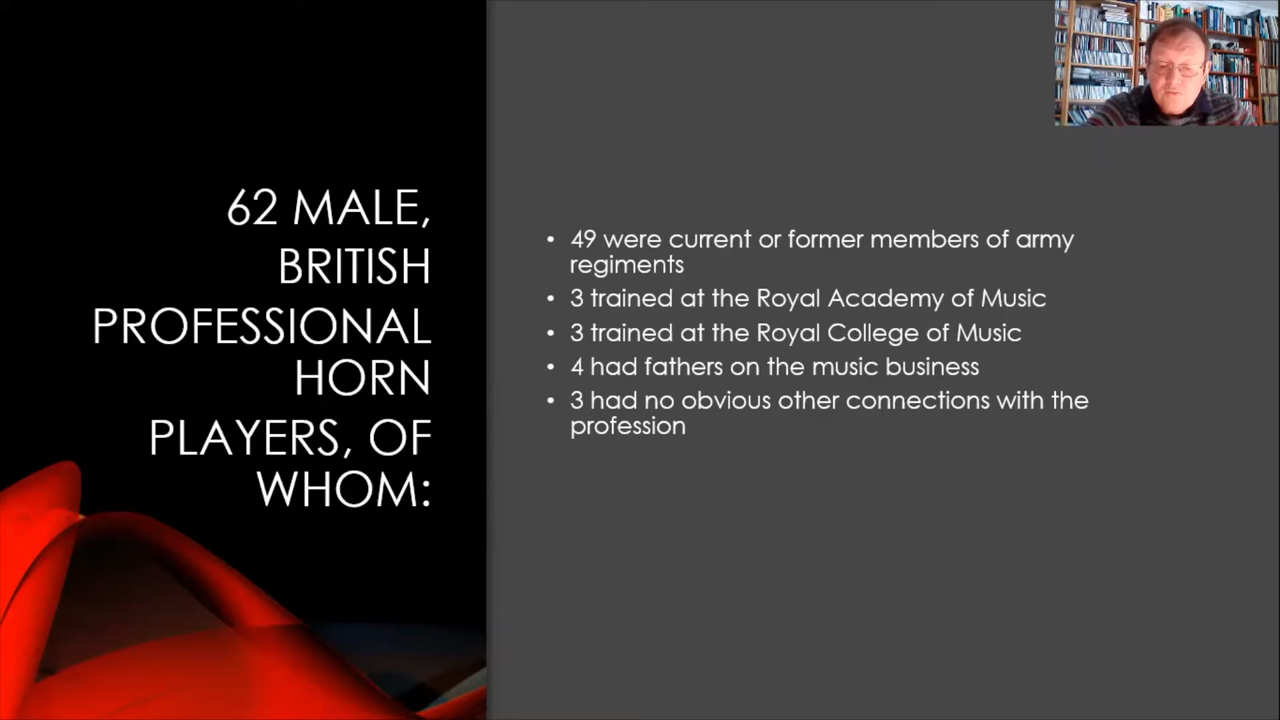 62 MALE,
BRITISH
PROFESSIONAL
HORN
PLAYERS, OF
WHOM:
• 49 were current or former members of army
regiments
• 3 trained at the Royal Academy of Music
• 3 trained at the Royal College of Music
• 4 had fathers on the music business
• 3 had no obvious other connections with the
profession